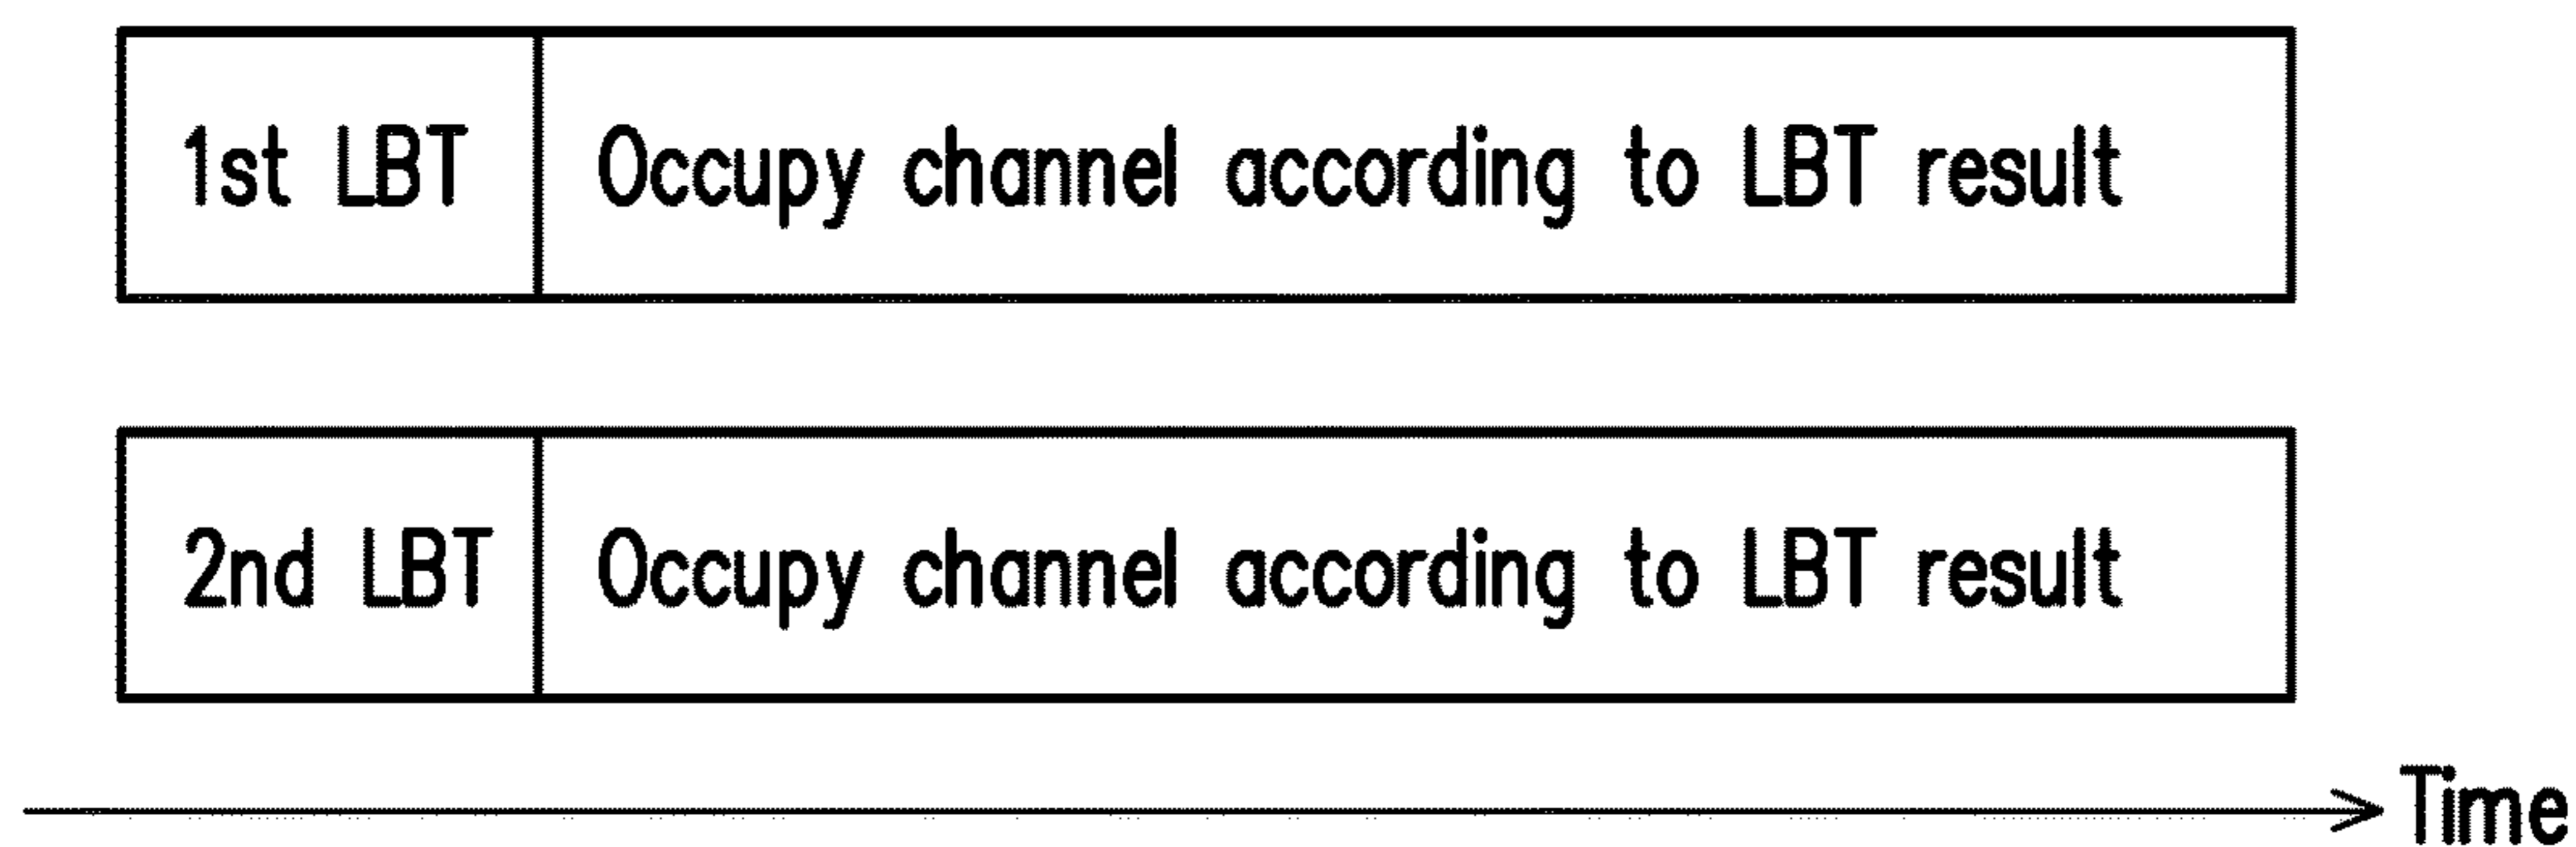 1st LBT Occupy channel according to LBT result
2nd LBT Occupy channel according to LBT result
Time